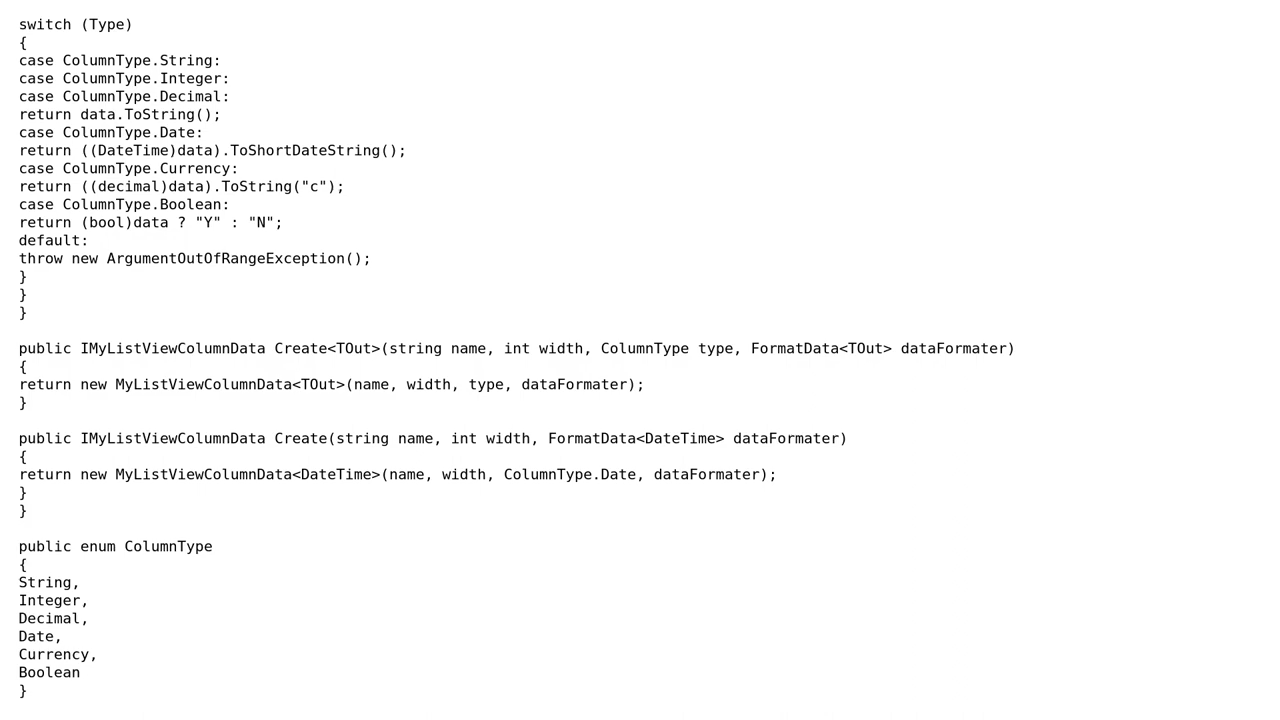 switch (Type)
{
case ColumnType.String:
case ColumnType.Integer:
case ColumnType.Decimal:
return data.ToString();
case ColumnType.Date:
return ((DateTime)data).ToShortDateString();
case ColumnType.Currency:
return ((decimal)data).ToString("c");
case ColumnType.Boolean:
return (bool)data ? "Y" : "N";
default:
throw new ArgumentOutOfRangeException();
}
}
}

public IMyListViewColumnData Create<TOut>(string name, int width, ColumnType type, FormatData<TOut> dataFormater)
{
return new MyListViewColumnData<TOut>(name, width, type, dataFormater);
}

public IMyListViewColumnData Create(string name, int width, FormatData<DateTime> dataFormater)
{
return new MyListViewColumnData<DateTime>(name, width, ColumnType.Date, dataFormater);
}
}

public enum ColumnType
{
String,
Integer,
Decimal,
Date,
Currency,
Boolean
}